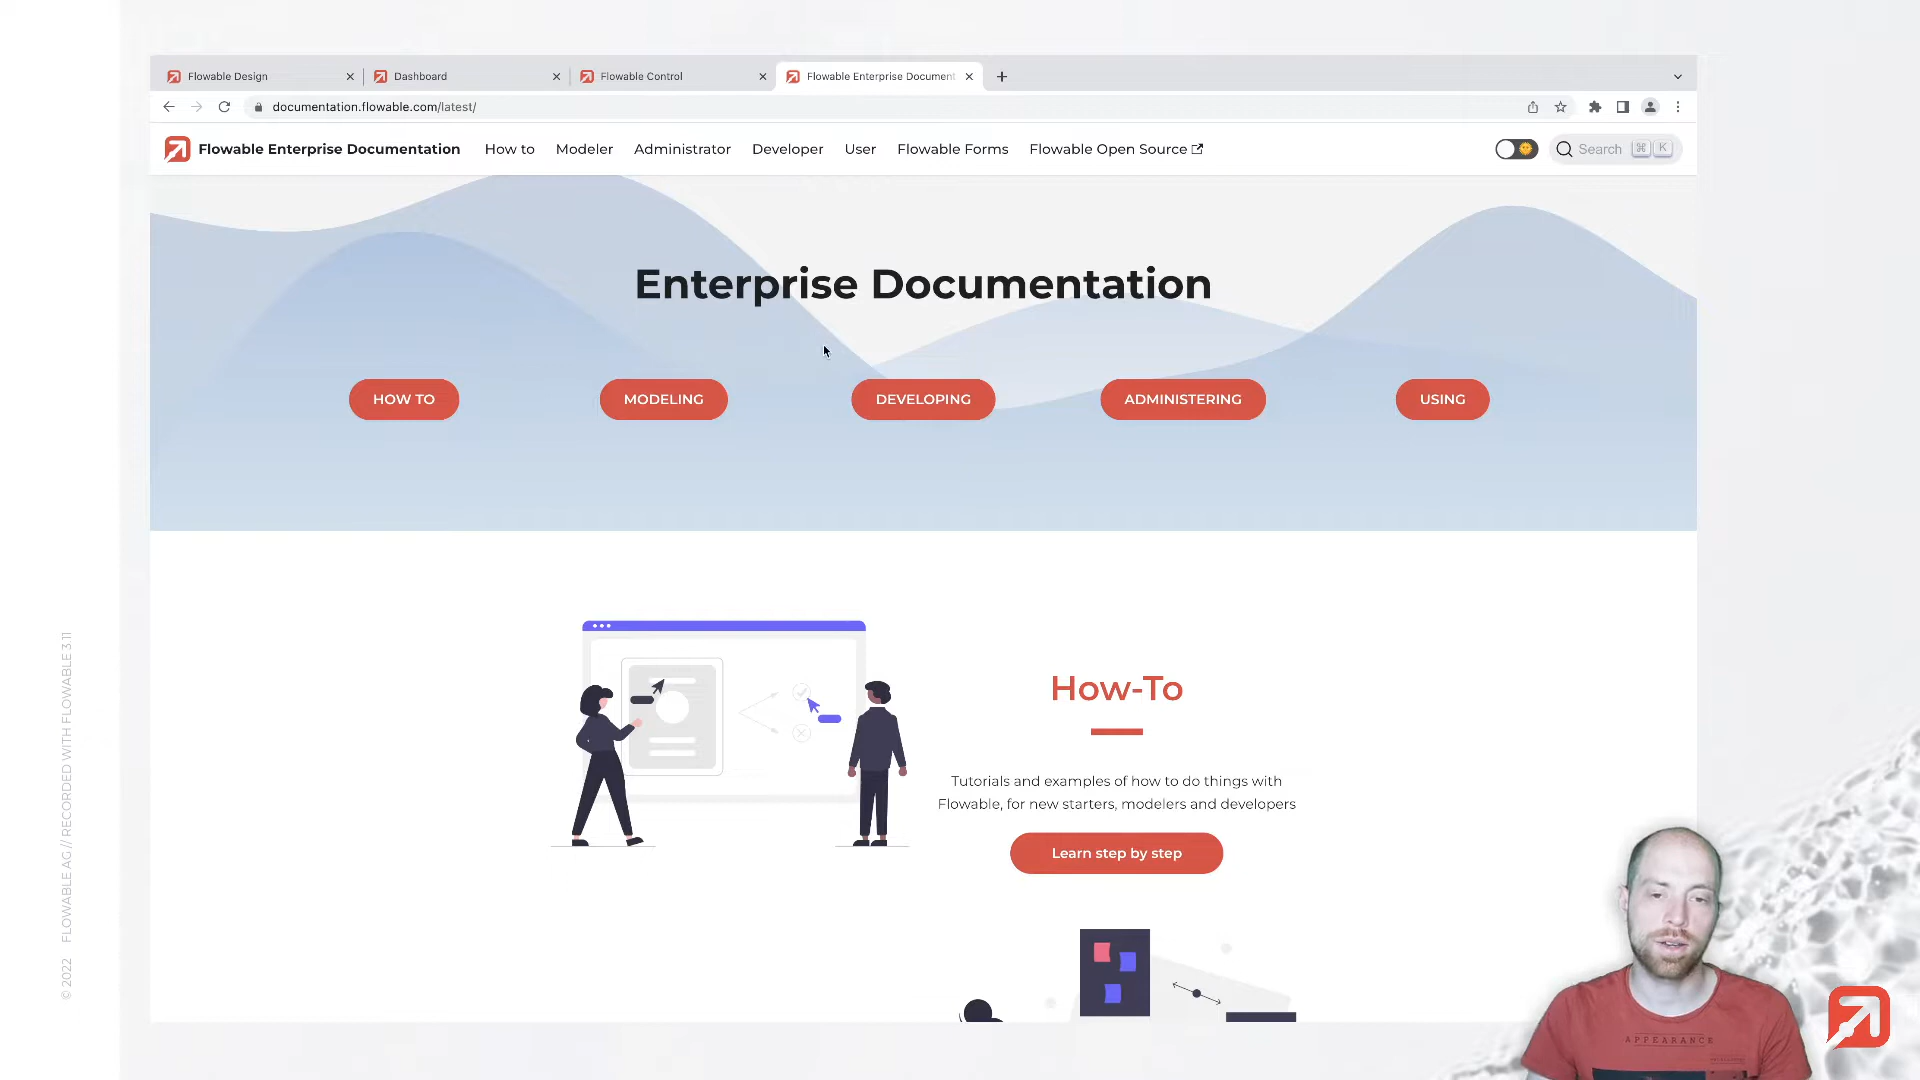 Flowable Design
Dashboard
Flowable Control
Flowable Enterprise Document
documentation.flowable.com/latest/
Flowable Enterprise Documentation
How to
Modeler
Administrator
Developer
User
Flowable Forms
Flowable Open Source
Search
⌘
K
Enterprise Documentation
HOW TO
MODELING
DEVELOPING
ADMINISTERING
USING
How-To
Tutorials and examples of how to do things with
Flowable, for new starters, modelers and developers
Learn step by step
© 2022 FLOWABLE AG // RECORDED WITH FLOWABLE 3.11
APPEARANCE